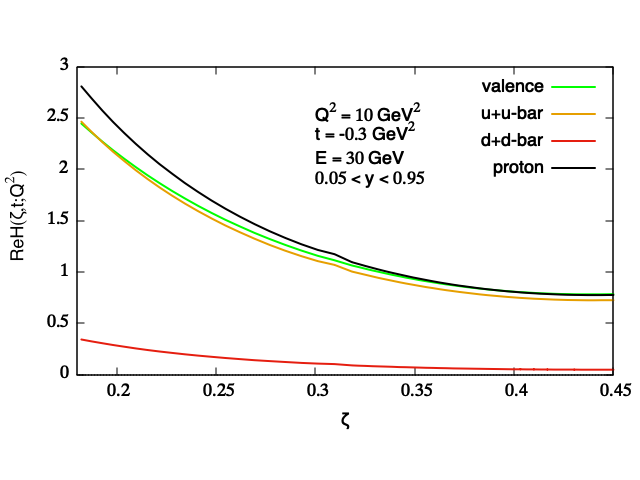 3
2.5
2
1.5
1
0.5
0
ReH(ζ,t;Q²)
Q² = 10 GeV²
t = -0.3 GeV²
E = 30 GeV
0.05 < y < 0.95
valence
u+u-bar
d+d-bar
proton
0.2 0.25 0.3 0.35 0.4 0.45
ζ